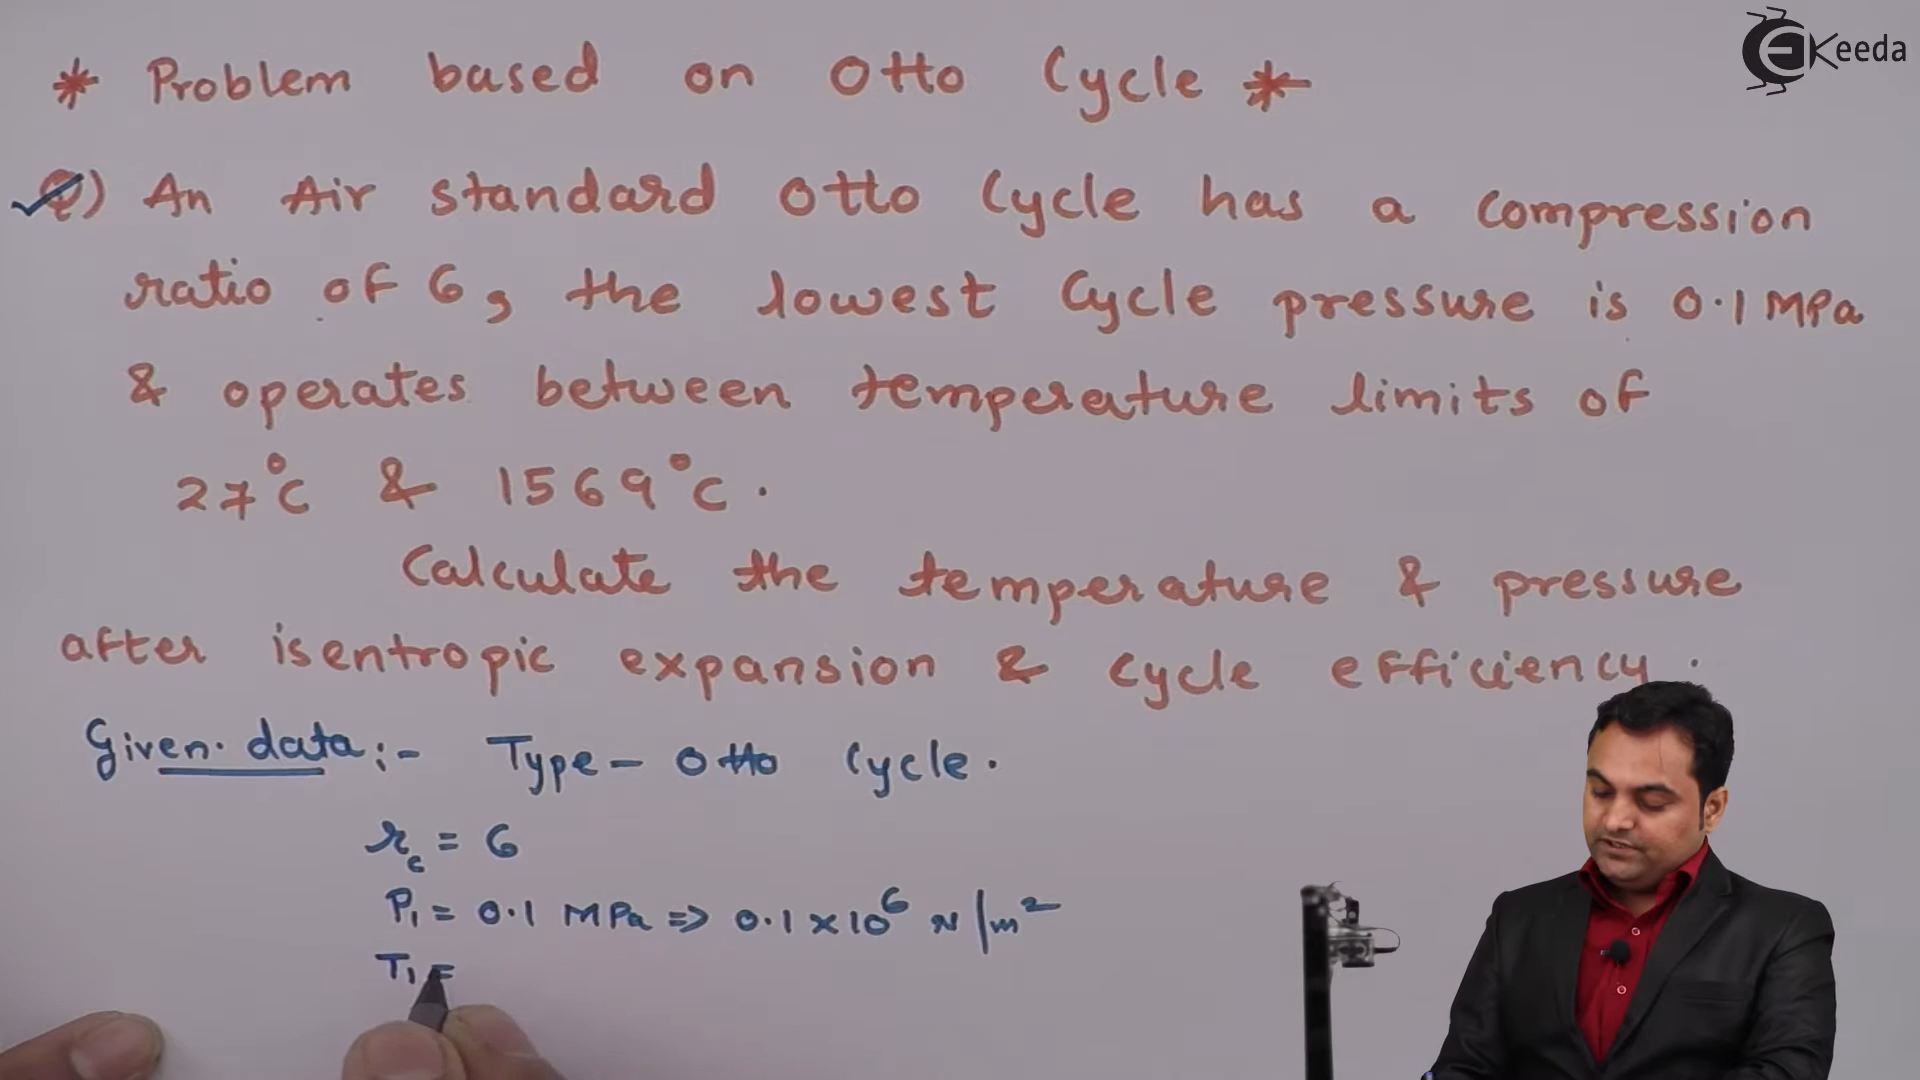 EKeeda
* Problem based on Otto Cycle *
Q) An Air standard Otto Cycle has a compression
ratio of 6, the lowest Cycle pressure is 0.1 MPa
& operates between temperature limits of
27°C & 1569°C.
Calculate the temperature & pressure
after isentropic expansion & cycle efficiency.
Given data :- Type - Otto Cycle.
rc = 6
P1 = 0.1 MPa => 0.1 x 10^6 N/m^2
T1 =